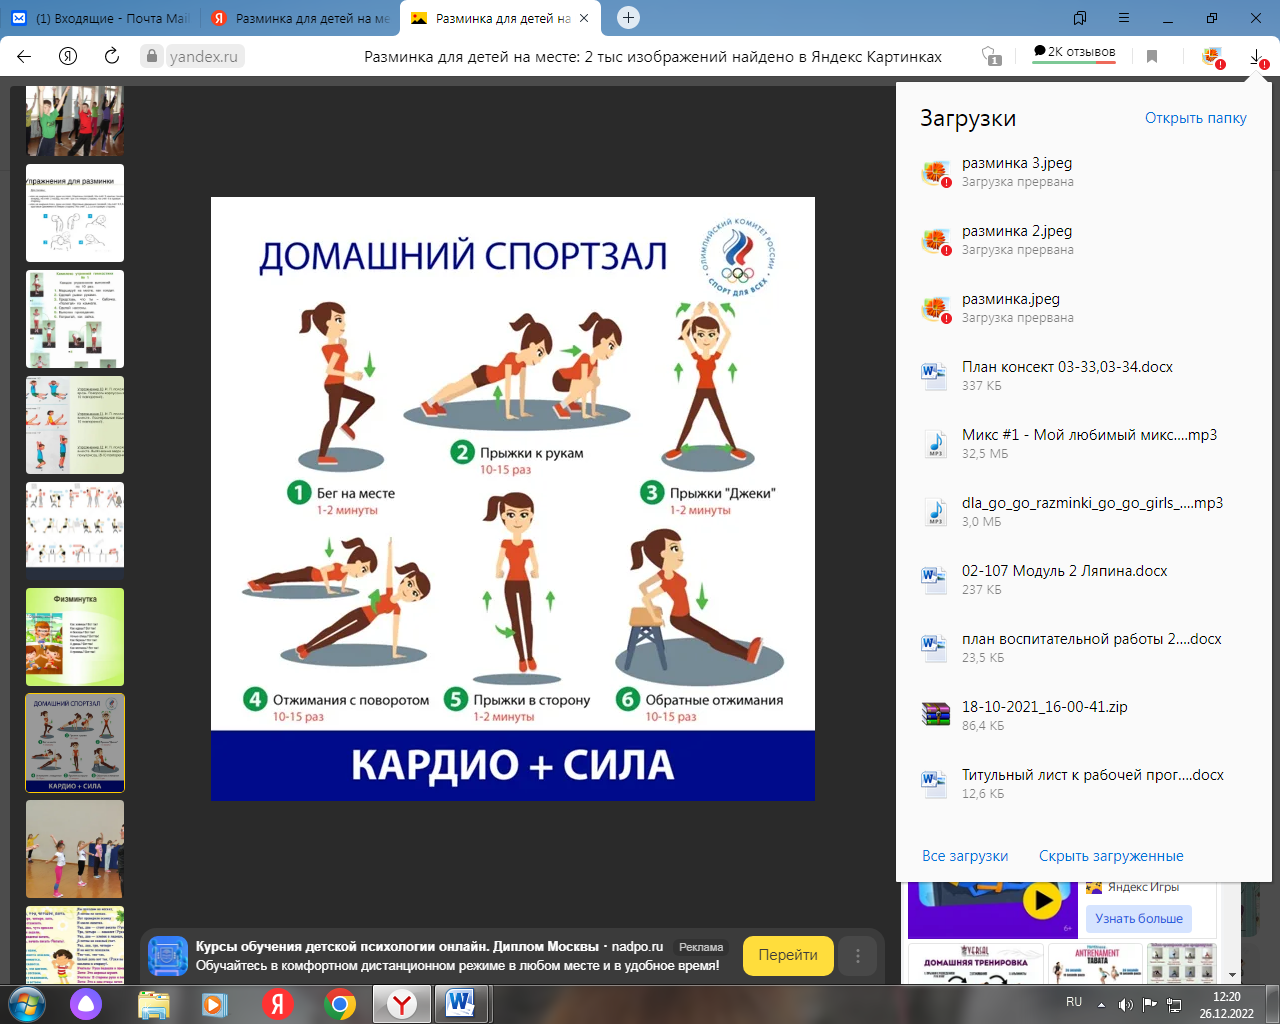 (1) Входящие - Почта Mai
Разминка для детей на ме
Разминка для детей на
yandex.ru
Разминка для детей на месте: 2 тыс изображений найдено в Яндекс Картинках
1
2К отзывов
Упражнения для разминки
Физминутка
ДОМАШНИЙ СПОРТЗАЛ
КАРДИО + СИЛА
ДОМАШНИЙ СПОРТЗАЛ
ОЛИМПИЙСКИЙ КОМИТЕТ РОССИИ
СПОРТ ДЛЯ ВСЕХ
2 Прыжки к рукам
10-15 раз
1 Бег на месте
1-2 минуты
3 Прыжки "Джеки"
1-2 минуты
4 Отжимания с поворотом
10-15 раз
5 Прыжки в сторону
1-2 минуты
6 Обратные отжимания
10-15 раз
КАРДИО + СИЛА
Загрузки
Открыть папку
разминка 3.jpeg
Загрузка прервана
разминка 2.jpeg
Загрузка прервана
разминка.jpeg
Загрузка прервана
План консект 03-33,03-34.docx
337 КБ
Микс #1 - Мой любимый микс....mp3
32,5 МБ
dla_go_go_razminki_go_go_girls_....mp3
3,0 МБ
02-107 Модуль 2 Ляпина.docx
237 КБ
план воспитательной работы 2....docx
23,5 КБ
18-10-2021_16-00-41.zip
86,4 КБ
Титульный лист к рабочей прог....docx
12,6 КБ
Все загрузки
Скрыть загруженные
Яндекс Игры
Узнать больше
6+
ДОМАШНЯЯ ТРЕНИРОВКА
ANTRENAMENT
TABATA
Курсы обучения детской психологии онлайн. Диплом Москвы · nadpo.ru
Реклама
Обучайтесь в комфортном дистанционном режиме в любом месте и в удобное время!
Перейти
RU
12:20
26.12.2022